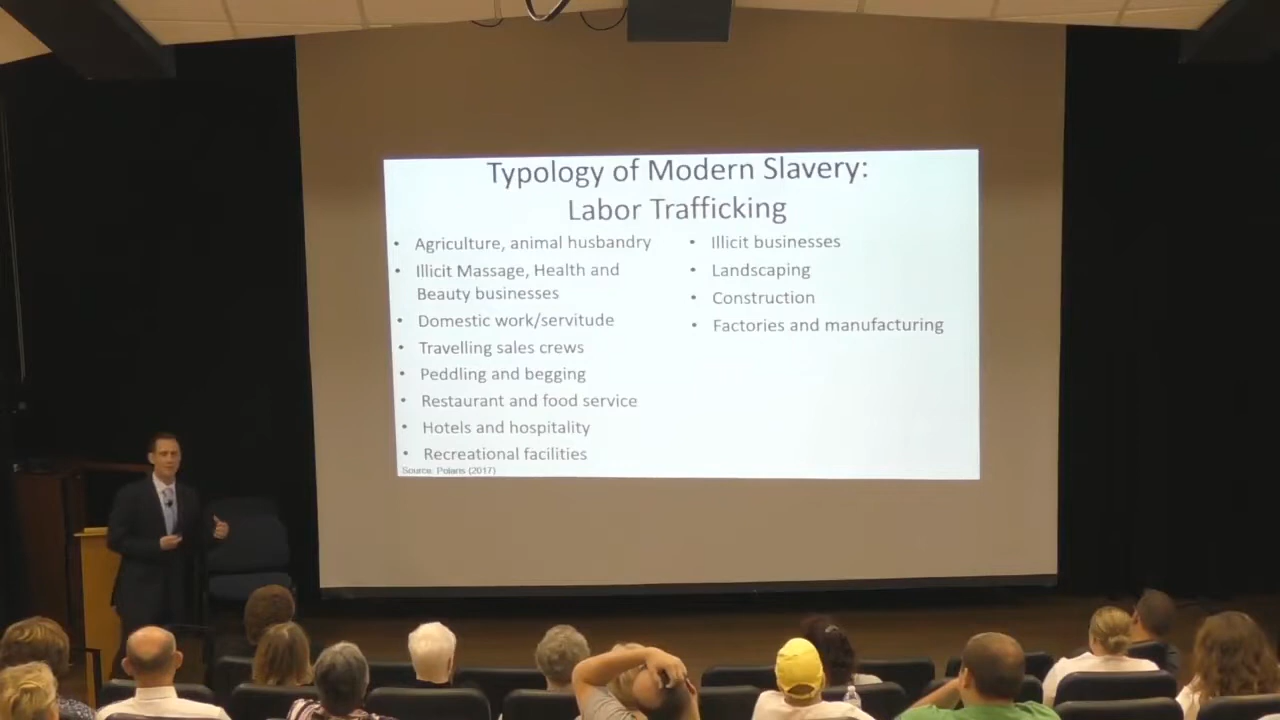 Typology of Modern Slavery:
Labor Trafficking
• Agriculture, animal husbandry
• Illicit Massage, Health and
Beauty businesses
• Domestic work/servitude
• Travelling sales crews
• Peddling and begging
• Restaurant and food service
• Hotels and hospitality
• Recreational facilities
• Illicit businesses
• Landscaping
• Construction
• Factories and manufacturing
Source: Polaris (2017)